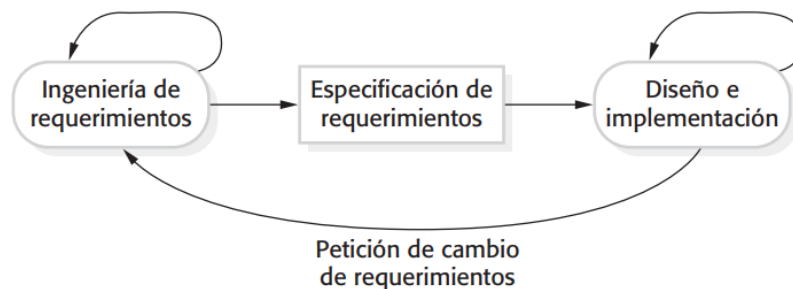 Ingeniería de
requerimientos
Especificación de
requerimientos
Diseño e
implementación
Petición de cambio
de requerimientos